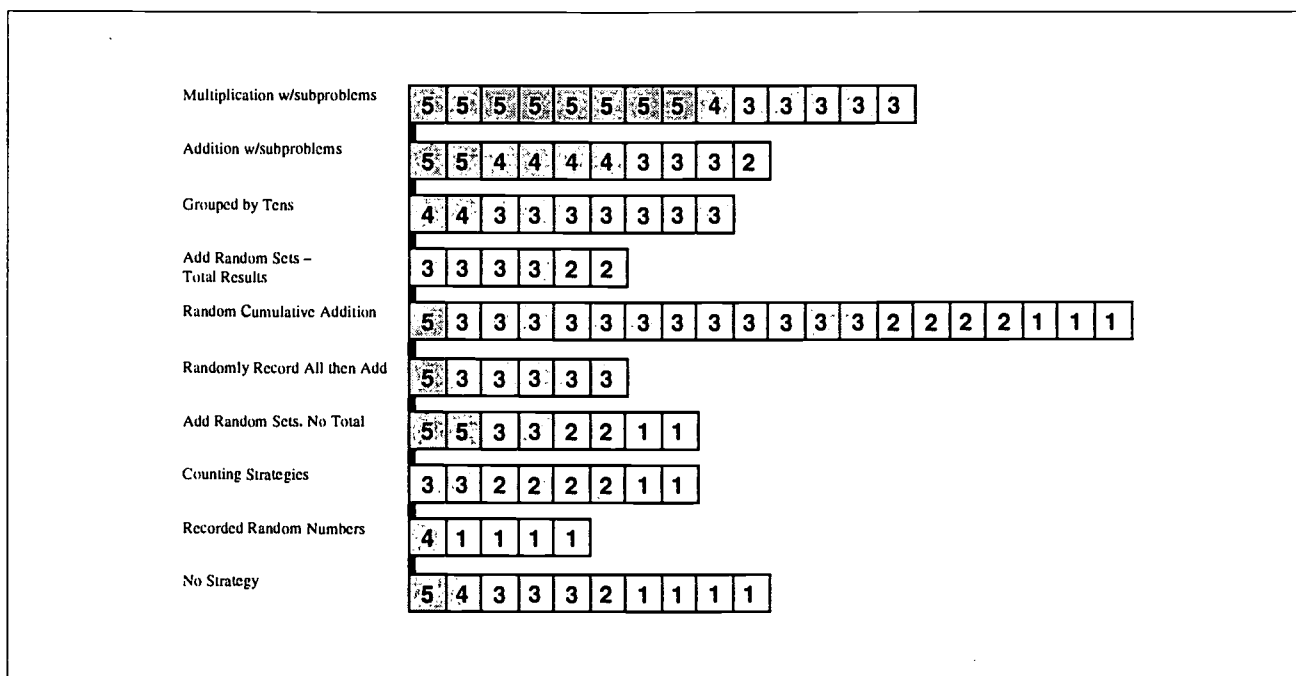 Multiplication w/subproblems 5 5 5 5 5 5 5 5 4 3 3 3 3 3
Addition w/subproblems 5 5 4 4 4 4 3 3 3 2
Grouped by Tens 4 4 3 3 3 3 3 3 3
Add Random Sets –
Total Results 3 3 3 3 2 2
Random Cumulative Addition 5 3 3 3 3 3 3 3 3 3 3 3 3 2 2 2 2 1 1 1
Randomly Record All then Add 5 3 3 3 3 3
Add Random Sets. No Total 5 5 3 3 2 2 1 1
Counting Strategies 3 3 2 2 2 2 1 1
Recorded Random Numbers 4 1 1 1 1
No Strategy 5 4 3 3 3 2 1 1 1 1